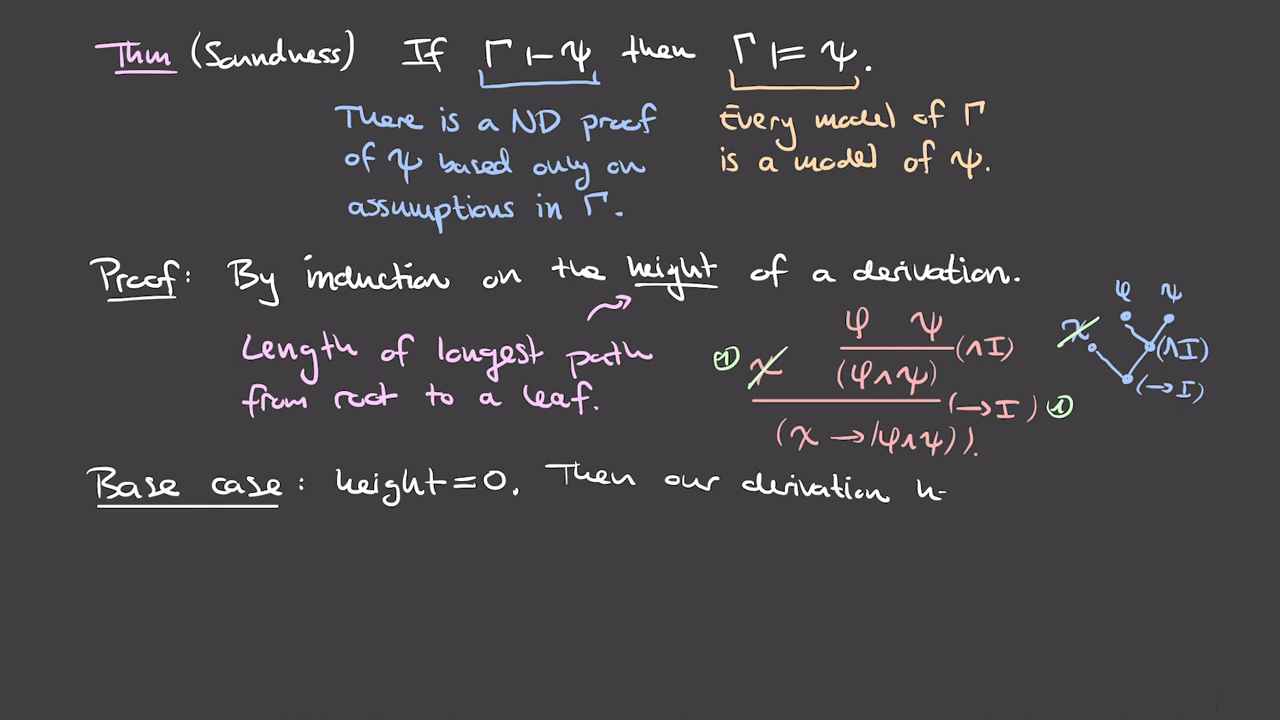 Thm (Soundness) If Γ ⊢ ψ then Γ ⊨ ψ.
There is a ND proof
of ψ based only on
assumptions in Γ.
Every model of Γ
is a model of ψ.
Proof: By induction on the height of a derivation.
Length of longest path
from root to a leaf.
φ ψ (∧I)
① χ (φ∧ψ)
(→I) ①
(χ → (φ∧ψ)).
φ ψ
χ (∧I)
(→I)
Base case: height = 0. Then our derivation h